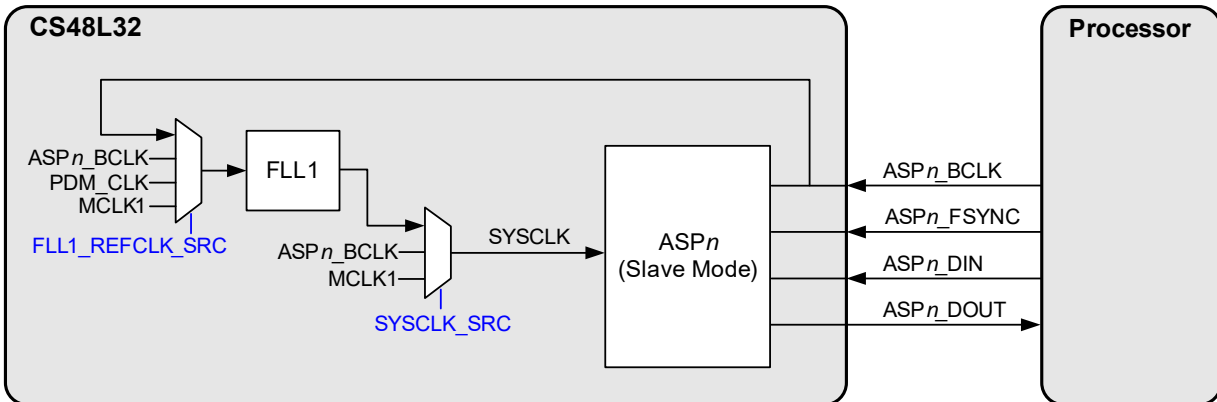 CS48L32
Processor
ASPn_BCLK
PDM_CLK
MCLK1
FLL1_REFCLK_SRC
FLL1
ASPn_BCLK
MCLK1
SYSCLK_SRC
SYSCLK
ASPn
(Slave Mode)
ASPn_BCLK
ASPn_FSYNC
ASPn_DIN
ASPn_DOUT